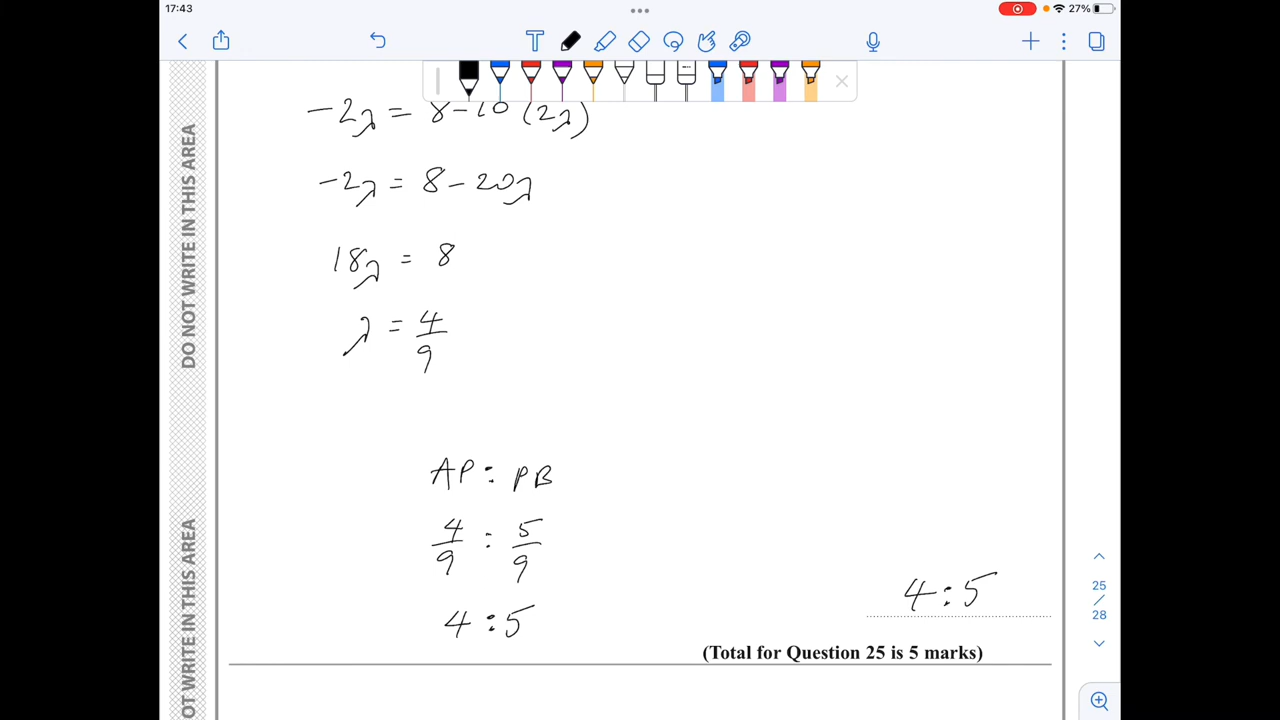 17:43
27%
T
DO NOT WRITE IN THIS AREA
-2λ = 8-10 (2λ)
-2λ = 8 - 20λ
18λ = 8
λ = 4/9
AP : PB
4/9 : 5/9
4 : 5
4 : 5
(Total for Question 25 is 5 marks)
OT WRITE IN THIS AREA
25
/
28